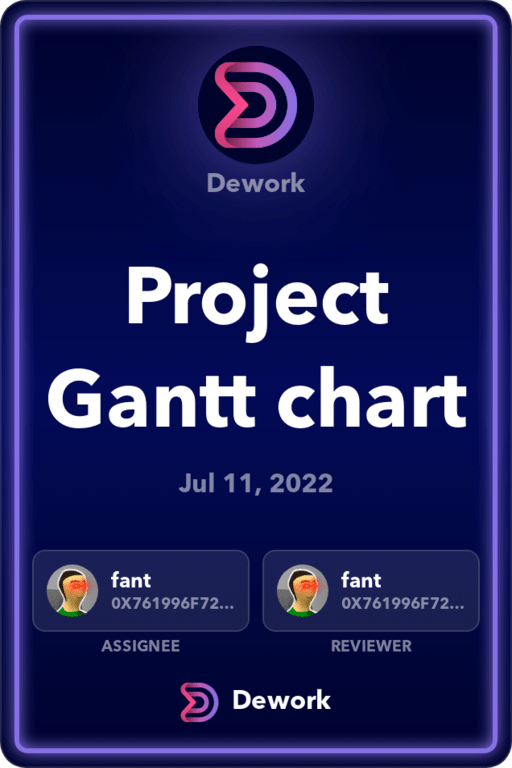 Dework
Project
Gantt chart
Jul 11, 2022
fant
0X761996F72...
fant
0X761996F72...
ASSIGNEE
REVIEWER
Dework